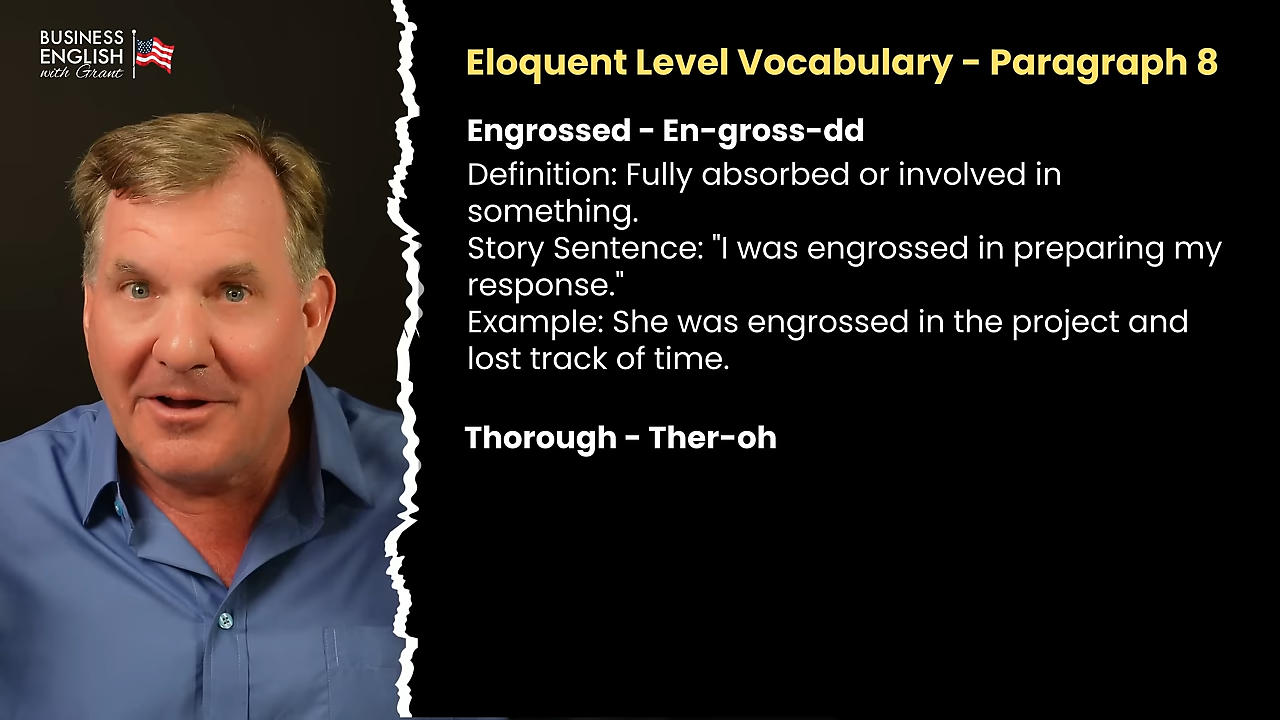 BUSINESS
ENGLISH
with Grant
Eloquent Level Vocabulary - Paragraph 8
Engrossed - En-gross-dd
Definition: Fully absorbed or involved in
something.
Story Sentence: "I was engrossed in preparing my
response."
Example: She was engrossed in the project and
lost track of time.
Thorough - Ther-oh